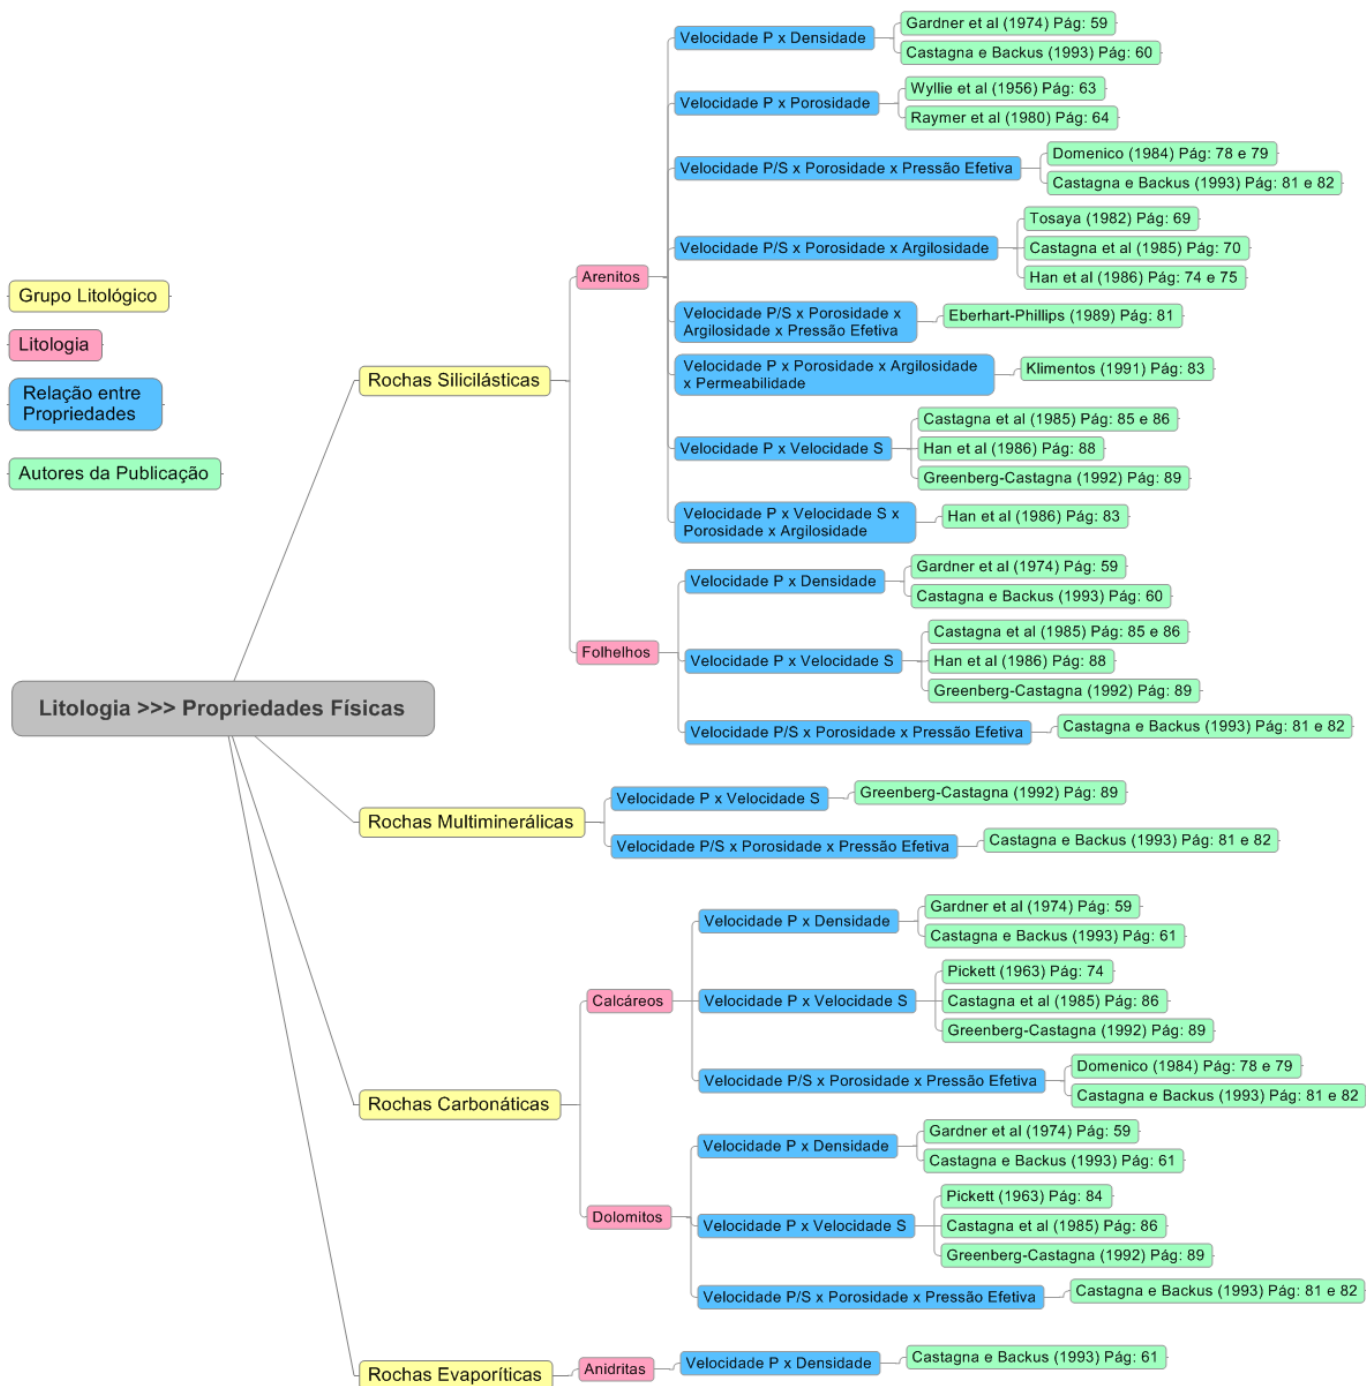 Grupo Litológico
Litologia
Relação entre
Propriedades
Autores da Publicação
Litologia >>> Propriedades Físicas
Rochas Silicilásticas
Arenitos
Velocidade P x Densidade
Gardner et al (1974) Pág: 59
Castagna e Backus (1993) Pág: 60
Velocidade P x Porosidade
Wyllie et al (1956) Pág: 63
Raymer et al (1980) Pág: 64
Velocidade P/S x Porosidade x Pressão Efetiva
Domenico (1984) Pág: 78 e 79
Castagna e Backus (1993) Pág: 81 e 82
Velocidade P/S x Porosidade x Argilosidade
Tosaya (1982) Pág: 69
Castagna et al (1985) Pág: 70
Han et al (1986) Pág: 74 e 75
Velocidade P/S x Porosidade x
Argilosidade x Pressão Efetiva
Eberhart-Phillips (1989) Pág: 81
Velocidade P x Porosidade x Argilosidade
x Permeabilidade
Klimentos (1991) Pág: 83
Velocidade P x Velocidade S
Castagna et al (1985) Pág: 85 e 86
Han et al (1986) Pág: 88
Greenberg-Castagna (1992) Pág: 89
Velocidade P x Velocidade S x
Porosidade x Argilosidade
Han et al (1986) Pág: 83
Folhelhos
Velocidade P x Densidade
Gardner et al (1974) Pág: 59
Castagna e Backus (1993) Pág: 60
Velocidade P x Velocidade S
Castagna et al (1985) Pág: 85 e 86
Han et al (1986) Pág: 88
Greenberg-Castagna (1992) Pág: 89
Velocidade P/S x Porosidade x Pressão Efetiva
Castagna e Backus (1993) Pág: 81 e 82
Rochas Multiminerálicas
Velocidade P x Velocidade S
Greenberg-Castagna (1992) Pág: 89
Velocidade P/S x Porosidade x Pressão Efetiva
Castagna e Backus (1993) Pág: 81 e 82
Rochas Carbonáticas
Calcáreos
Velocidade P x Densidade
Gardner et al (1974) Pág: 59
Castagna e Backus (1993) Pág: 61
Velocidade P x Velocidade S
Pickett (1963) Pág: 74
Castagna et al (1985) Pág: 86
Greenberg-Castagna (1992) Pág: 89
Velocidade P/S x Porosidade x Pressão Efetiva
Domenico (1984) Pág: 78 e 79
Castagna e Backus (1993) Pág: 81 e 82
Dolomitos
Velocidade P x Densidade
Gardner et al (1974) Pág: 59
Castagna e Backus (1993) Pág: 61
Velocidade P x Velocidade S
Pickett (1963) Pág: 84
Castagna et al (1985) Pág: 86
Greenberg-Castagna (1992) Pág: 89
Velocidade P/S x Porosidade x Pressão Efetiva
Castagna e Backus (1993) Pág: 81 e 82
Rochas Evaporíticas
Anidritas
Velocidade P x Densidade
Castagna e Backus (1993) Pág: 61